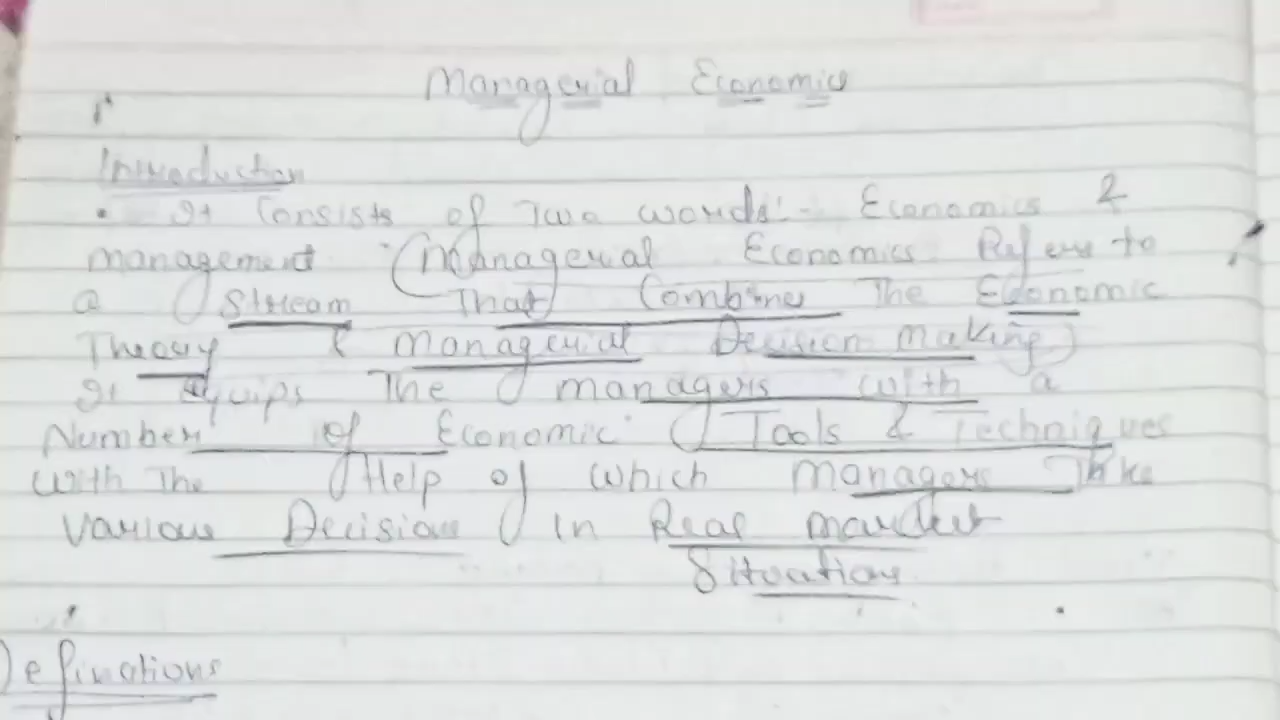 Managerial Economics
Introduction
• It Consists of Two words:- Economics &
management (Managerial Economics Refers to
a Stream That Combines The Economic
Theory & Managerial Decision making)
It Equips The managers with a
Number of Economic Tools & Techniques
with The Help of which managers Take
various Decisions in Real market
Situations.
Definations